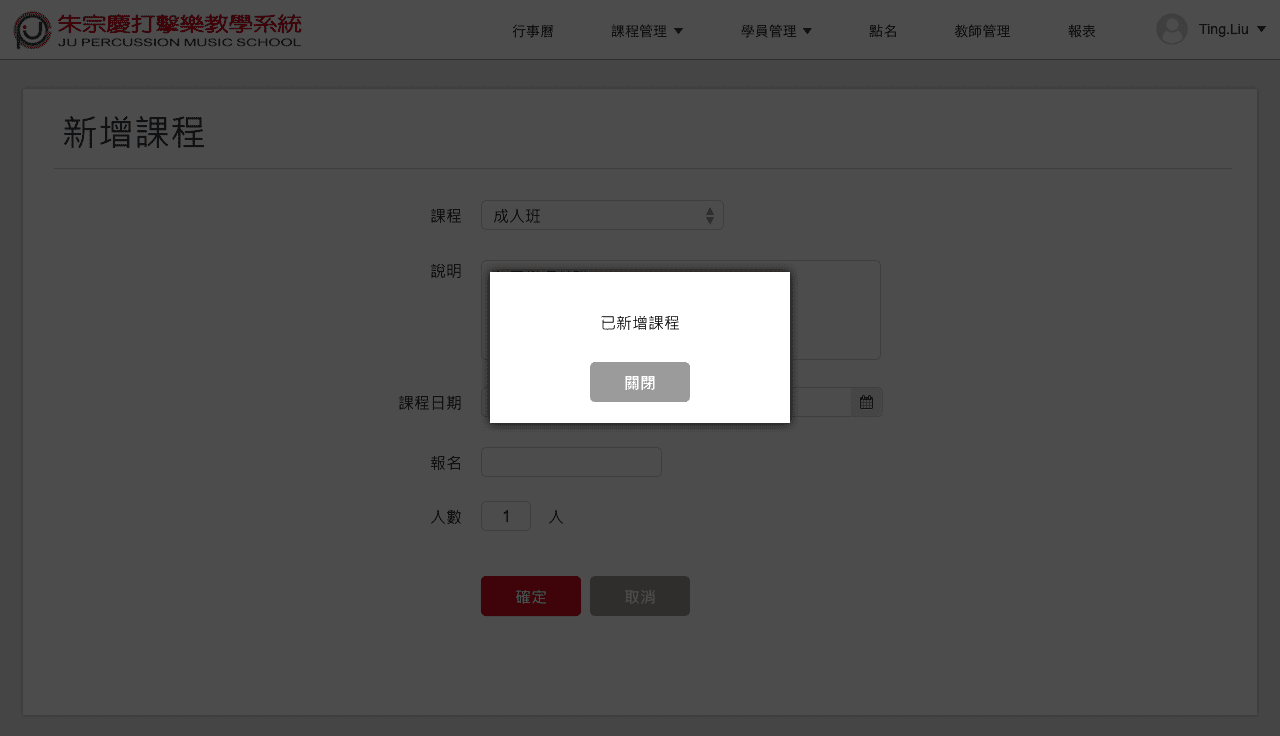 朱宗慶打擊樂教學系統
JU PERCUSSION MUSIC SCHOOL
行事曆
課程管理
學員管理
點名
教師管理
報表
Ting.Liu
新增課程
課程
成人班
說明
已新增課程
關閉
課程日期
報名
人數
1
人
確定
取消